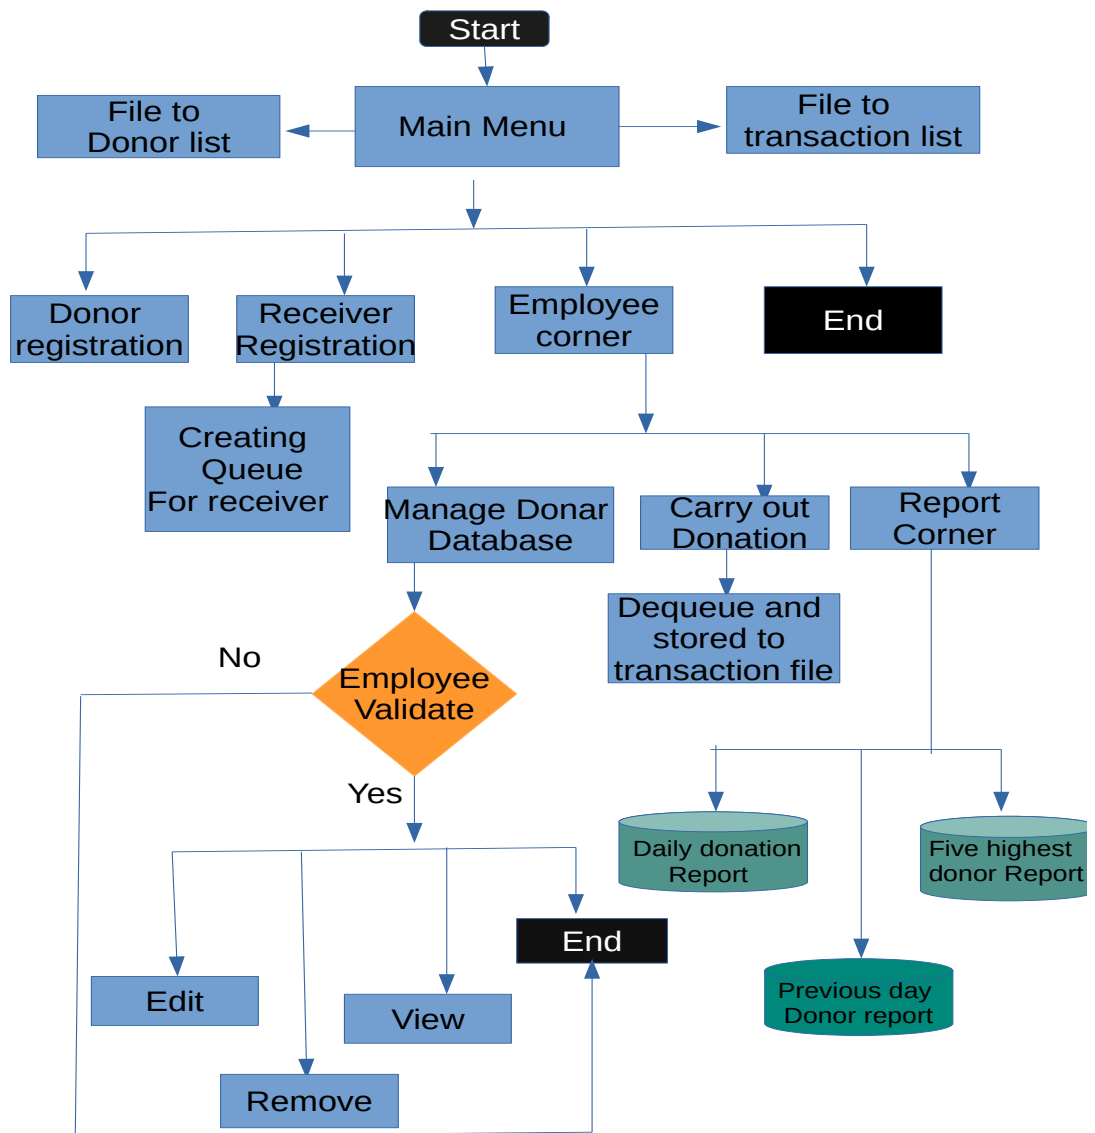 Start
File to
Donor list
Main Menu
File to
transaction list
Donor
registration
Receiver
Registration
Employee
corner
End
Creating
Queue
For receiver
Manage Donar
Database
Carry out
Donation
Report
Corner
Dequeue and
stored to
transaction file
No
Employee
Validate
Yes
Daily donation
Report
Five highest
donor Report
End
Previous day
Donor report
Edit
View
Remove